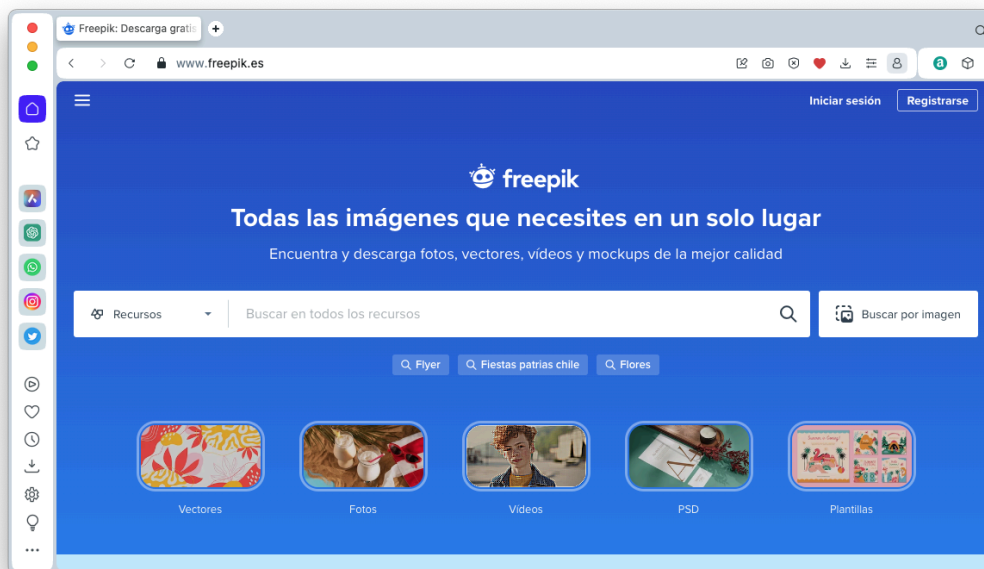 Freepik: Descarga gratis
www.freepik.es
Iniciar sesión
Registrarse
freepik
Todas las imágenes que necesites en un solo lugar
Encuentra y descarga fotos, vectores, vídeos y mockups de la mejor calidad
Recursos
Buscar en todos los recursos
Buscar por imagen
Flyer
Fiestas patrias chile
Flores
Vectores
Fotos
Vídeos
PSD
Plantillas